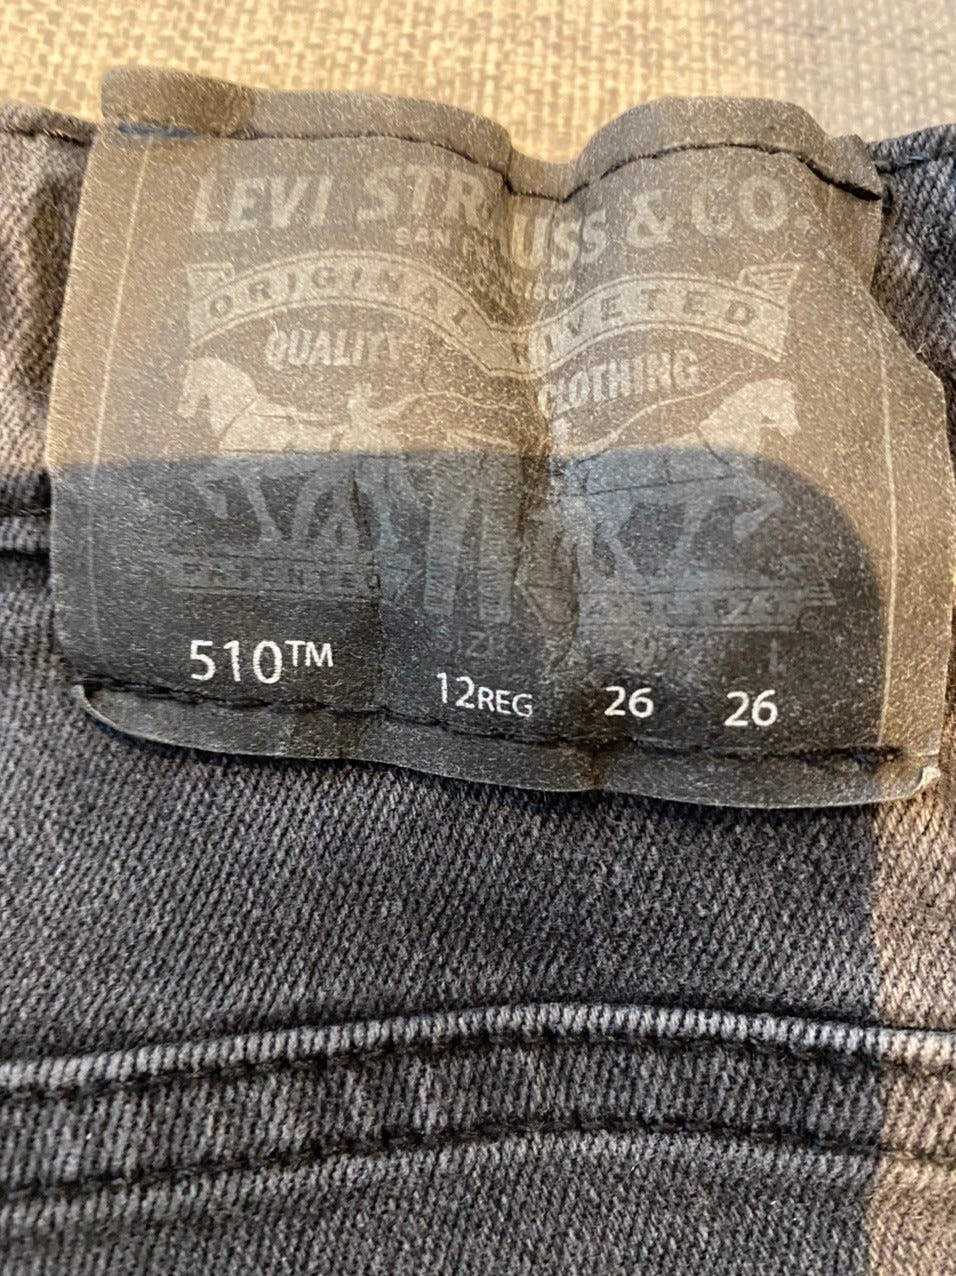 LEVI STRAUSS & CO.
ORIGINAL RIVETED
QUALITY CLOTHING
510™ 12REG 26 26